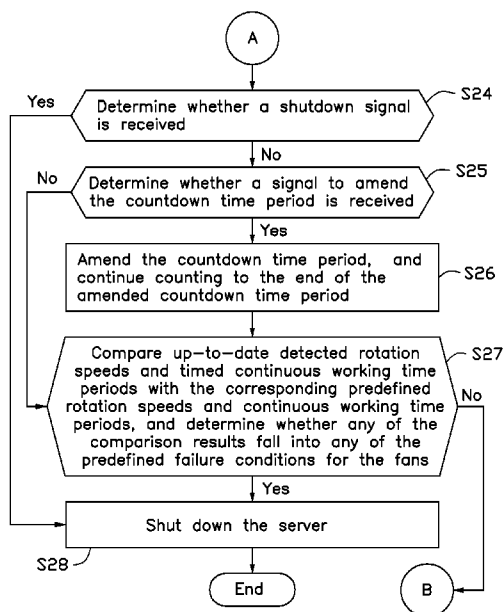 A
Yes
Determine whether a shutdown signal
is received
S24
No
No
Determine whether a signal to amend
the countdown time period is received
S25
Yes
Amend the countdown time period, and
continue counting to the end of the
amended countdown time period
S26
Compare up-to-date detected rotation
speeds and timed continuous working time
periods with the corresponding predefined
rotation speeds and continuous working time
periods, and determine whether any of the
comparison results fall into any of the
predefined failure conditions for the fans
S27
No
Yes
Shut down the server
S28
End
B